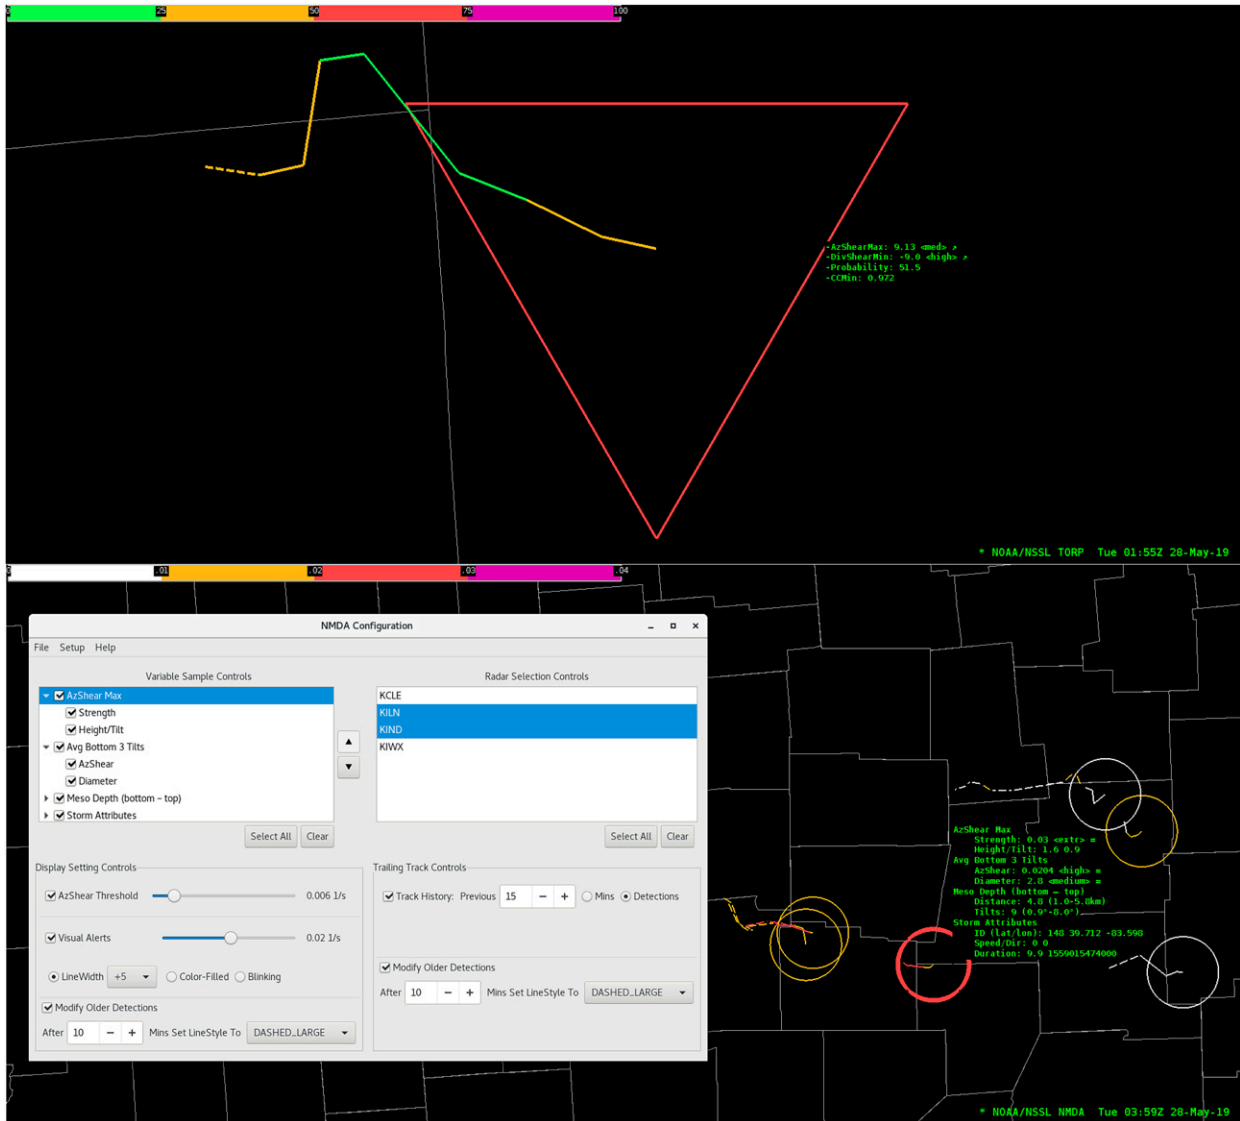 0 25 50 75 100
-AzShearMax: 9.13 <med> ↗
-DivShearMin: -9.0 <high> ↗
-Probability: 51.5
-CCMin: 0.972
* NOAA/NSSL TORP Tue 01:55Z 28-May-19
.01 .02 .03 .04
NMDA Configuration
File Setup Help
Variable Sample Controls
AzShear Max
Strength
Height/Tilt
Avg Bottom 3 Tilts
AzShear
Diameter
Meso Depth (bottom – top)
Storm Attributes
Select All Clear
Radar Selection Controls
KCLE
KILN
KIND
KIWX
Select All Clear
Display Setting Controls
AzShear Threshold 0.006 1/s
Visual Alerts 0.02 1/s
LineWidth +5 Color-Filled Blinking
Modify Older Detections
After 10 − + Mins Set LineStyle To DASHED_LARGE
Trailing Track Controls
Track History: Previous 15 − + Mins Detections
Modify Older Detections
After 10 − + Mins Set LineStyle To DASHED_LARGE
AzShear Max
Strength: 0.03 <extr> =
Height/Tilt: 1.6 0.9
Avg Bottom 3 Tilts
AzShear: 0.0204 <high> =
Diameter: 2.8 <medium> =
Meso Depth (bottom – top)
Distance: 4.8 (1.0-5.8km)
Tilts: 9 (0.9°-8.0°)
Storm Attributes
ID (lat/lon): 148 39.712 -83.598
Speed/Dir: 0 0
Duration: 9.9 1559015474000
* NOAA/NSSL NMDA Tue 03:59Z 28-May-19